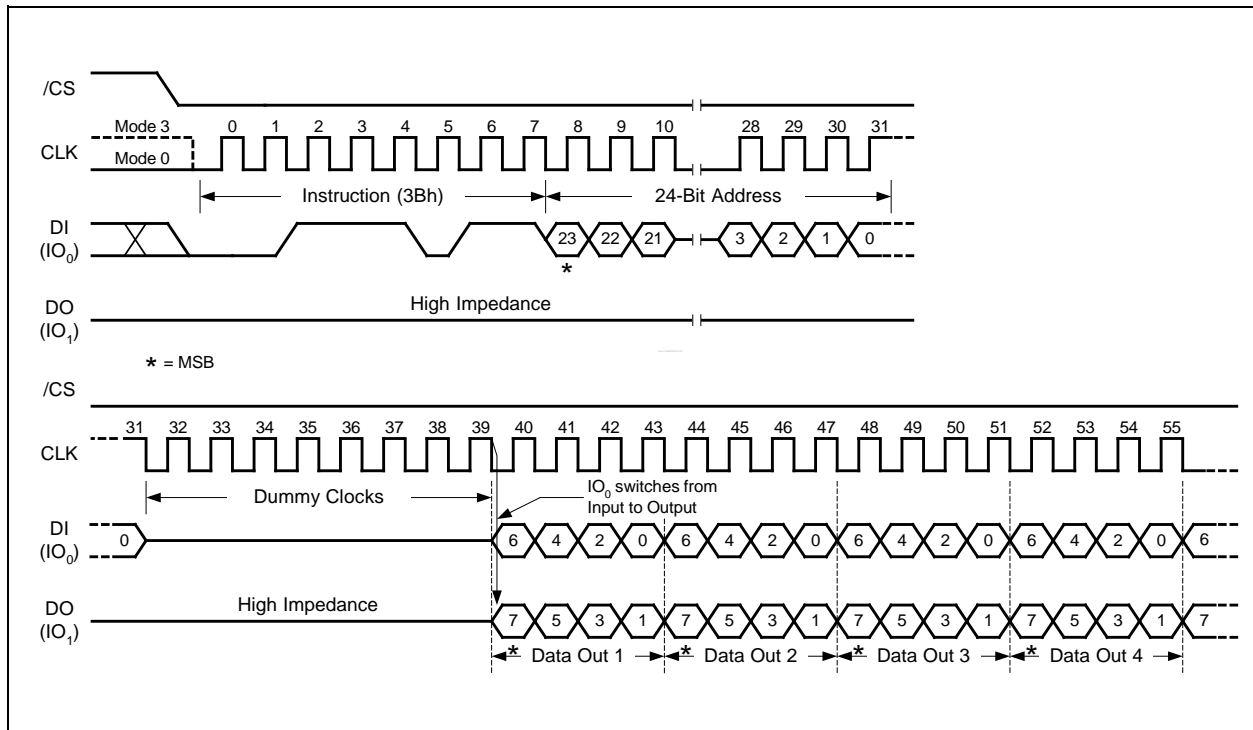 /CS
Mode 3 0 1 2 3 4 5 6 7 8 9 10 28 29 30 31
CLK
Mode 0
Instruction (3Bh) 24-Bit Address
DI
(IO₀)
23 22 21 3 2 1 0
*
DO
(IO₁)
High Impedance
* = MSB
/CS
31 32 33 34 35 36 37 38 39 40 41 42 43 44 45 46 47 48 49 50 51 52 53 54 55
CLK
Dummy Clocks
IO₀ switches from
Input to Output
DI
(IO₀)
0 6 4 2 0 6 4 2 0 6 4 2 0 6 4 2 0 6
DO
(IO₁)
High Impedance
7 5 3 1 7 5 3 1 7 5 3 1 7 5 3 1 7
* Data Out 1 * Data Out 2 * Data Out 3 * Data Out 4